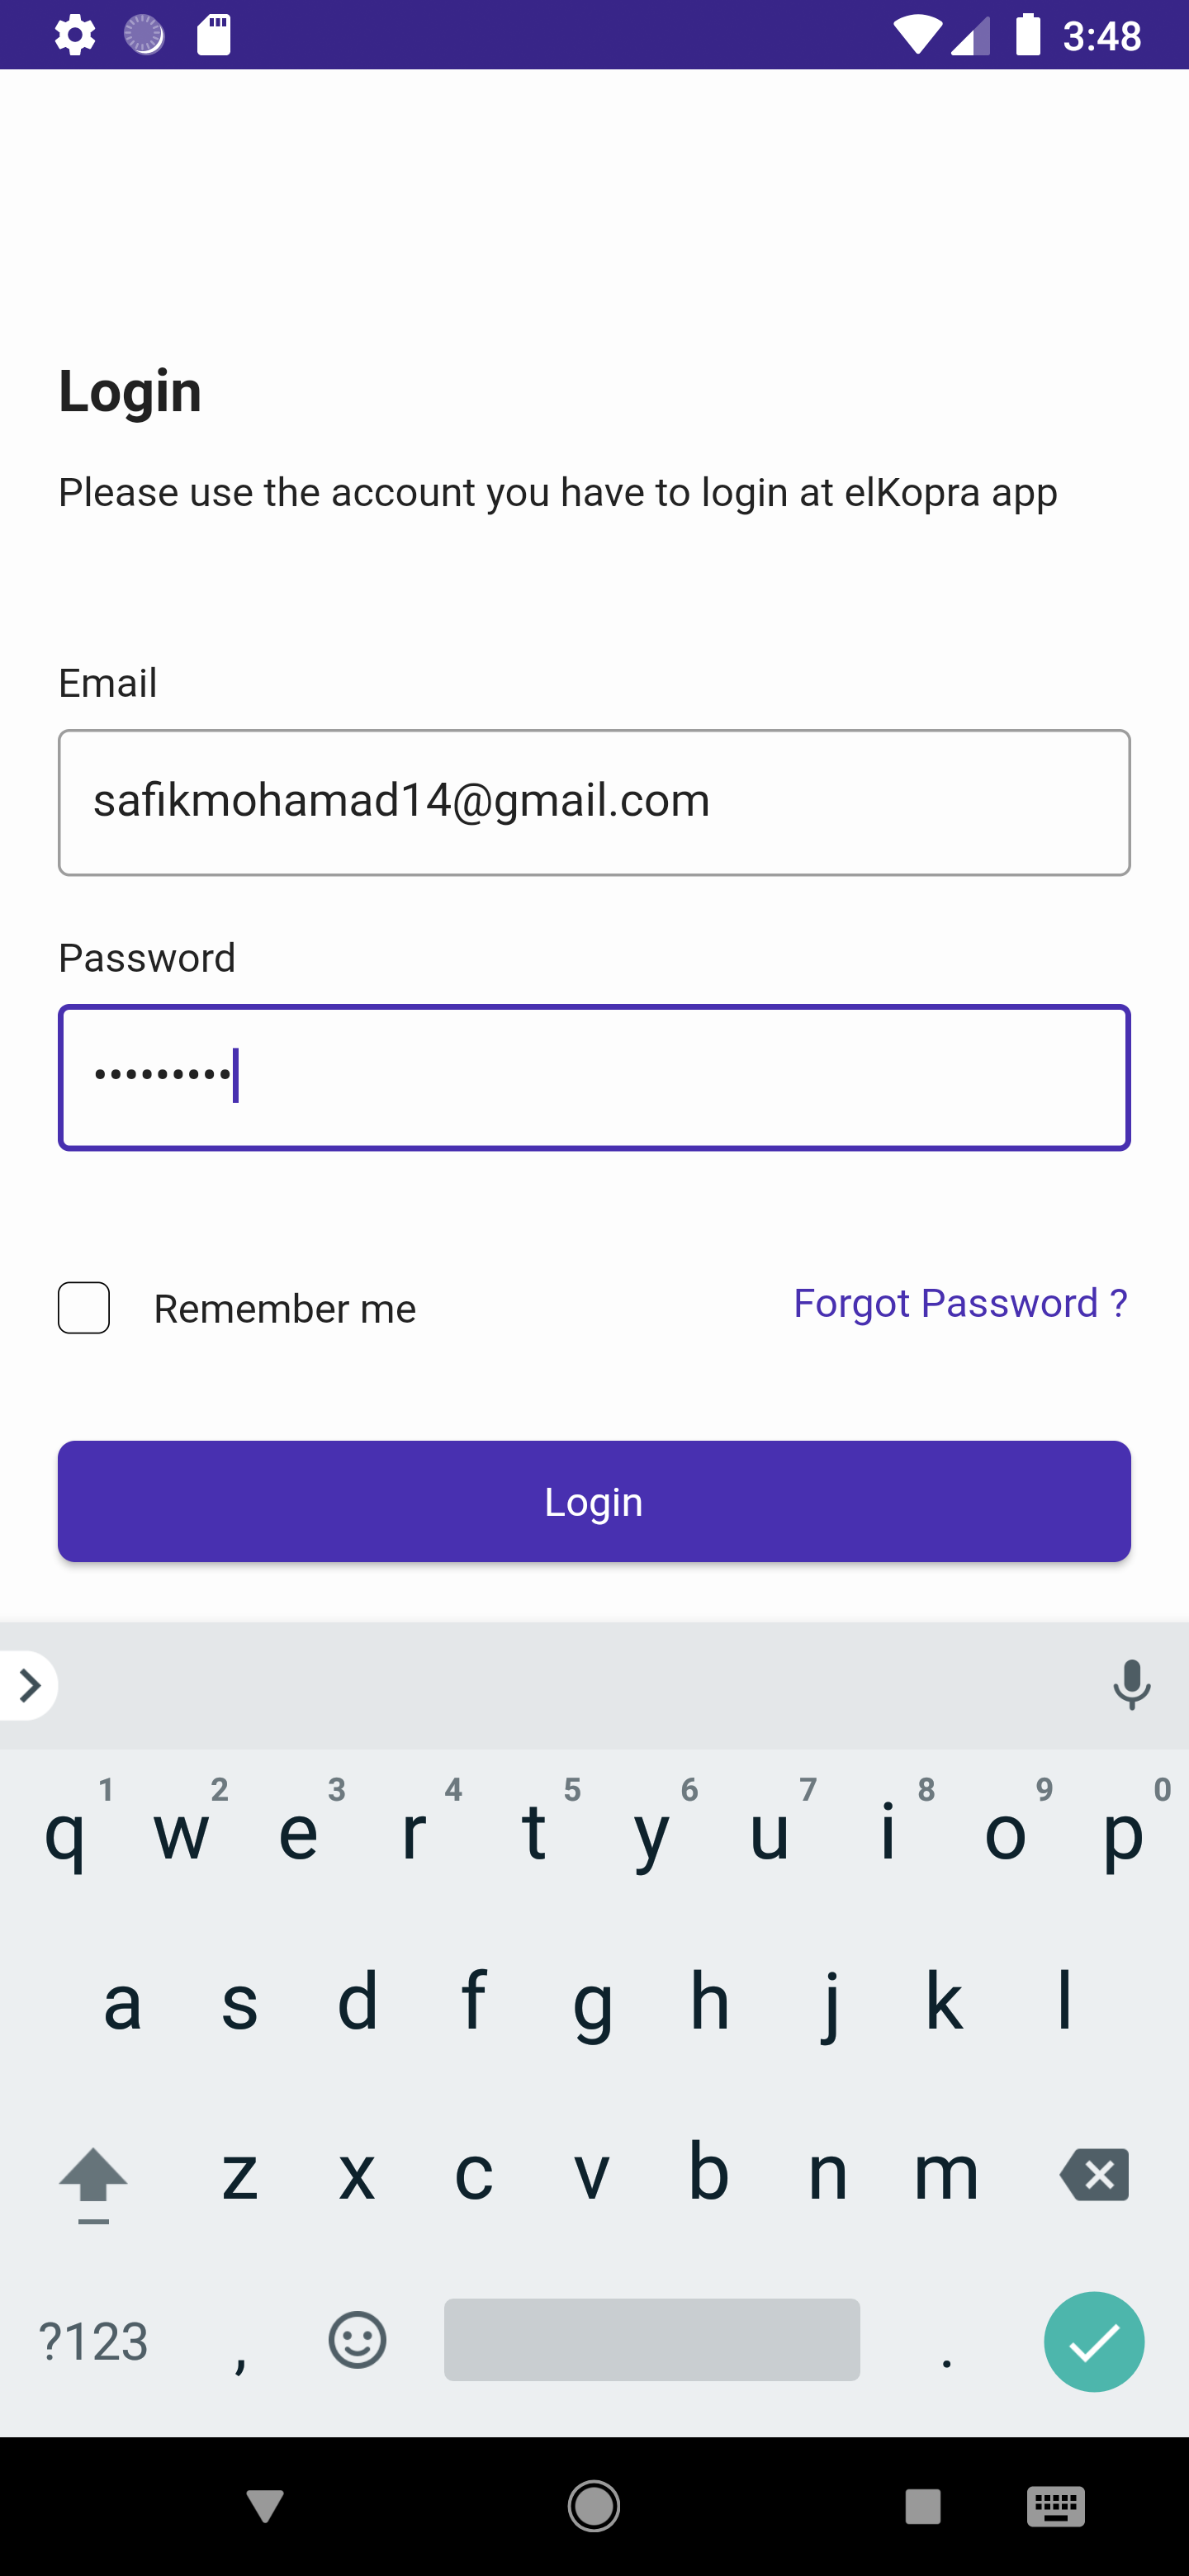 3:48
Login
Please use the account you have to login at elKopra app
Email
safikmohamad14@gmail.com
Password
•••••••••
Remember me
Forgot Password ?
Login
1 2 3 4 5 6 7 8 9 0
q w e r t y u i o p
a s d f g h j k l
z x c v b n m
?123 , .